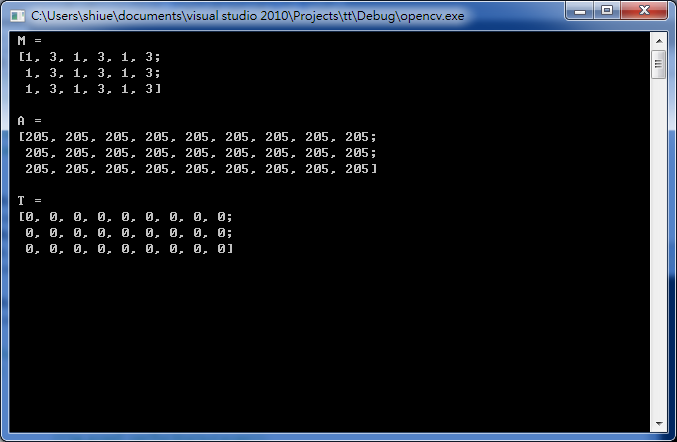 C:\Users\shiue\documents\visual studio 2010\Projects\tt\Debug\opencv.exe
M =
[1, 3, 1, 3, 1, 3;
 1, 3, 1, 3, 1, 3;
 1, 3, 1, 3, 1, 3]

A =
[205, 205, 205, 205, 205, 205, 205, 205, 205;
 205, 205, 205, 205, 205, 205, 205, 205, 205;
 205, 205, 205, 205, 205, 205, 205, 205, 205]

T =
[0, 0, 0, 0, 0, 0, 0, 0, 0;
 0, 0, 0, 0, 0, 0, 0, 0, 0;
 0, 0, 0, 0, 0, 0, 0, 0, 0]